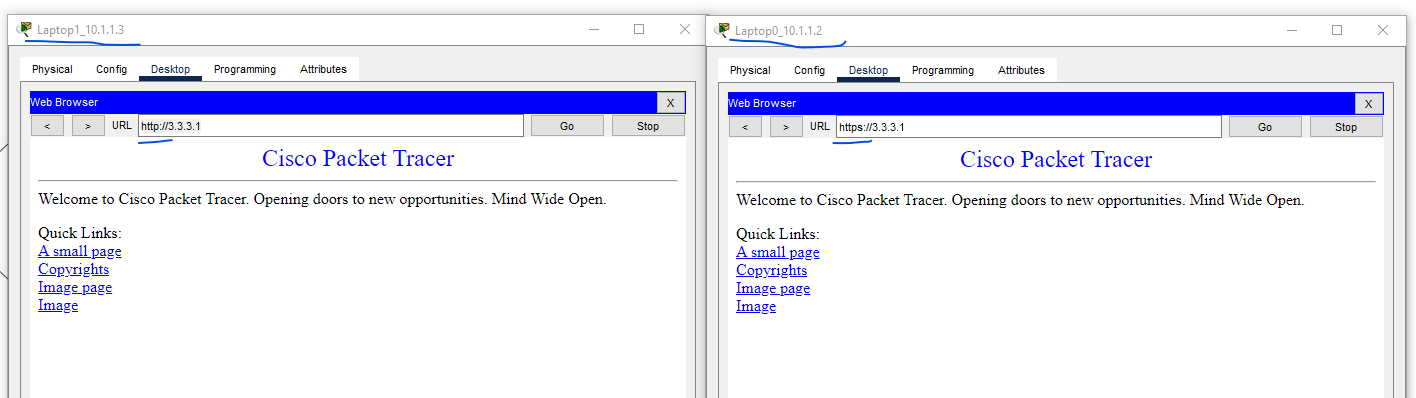 Laptop1_10.1.1.3
Physical Config Desktop Programming Attributes
Web Browser X
< > URL http://3.3.3.1 Go Stop
Cisco Packet Tracer
Welcome to Cisco Packet Tracer. Opening doors to new opportunities. Mind Wide Open.
Quick Links:
A small page
Copyrights
Image page
Image
Laptop0_10.1.1.2
Physical Config Desktop Programming Attributes
Web Browser X
< > URL https://3.3.3.1 Go Stop
Cisco Packet Tracer
Welcome to Cisco Packet Tracer. Opening doors to new opportunities. Mind Wide Open.
Quick Links:
A small page
Copyrights
Image page
Image